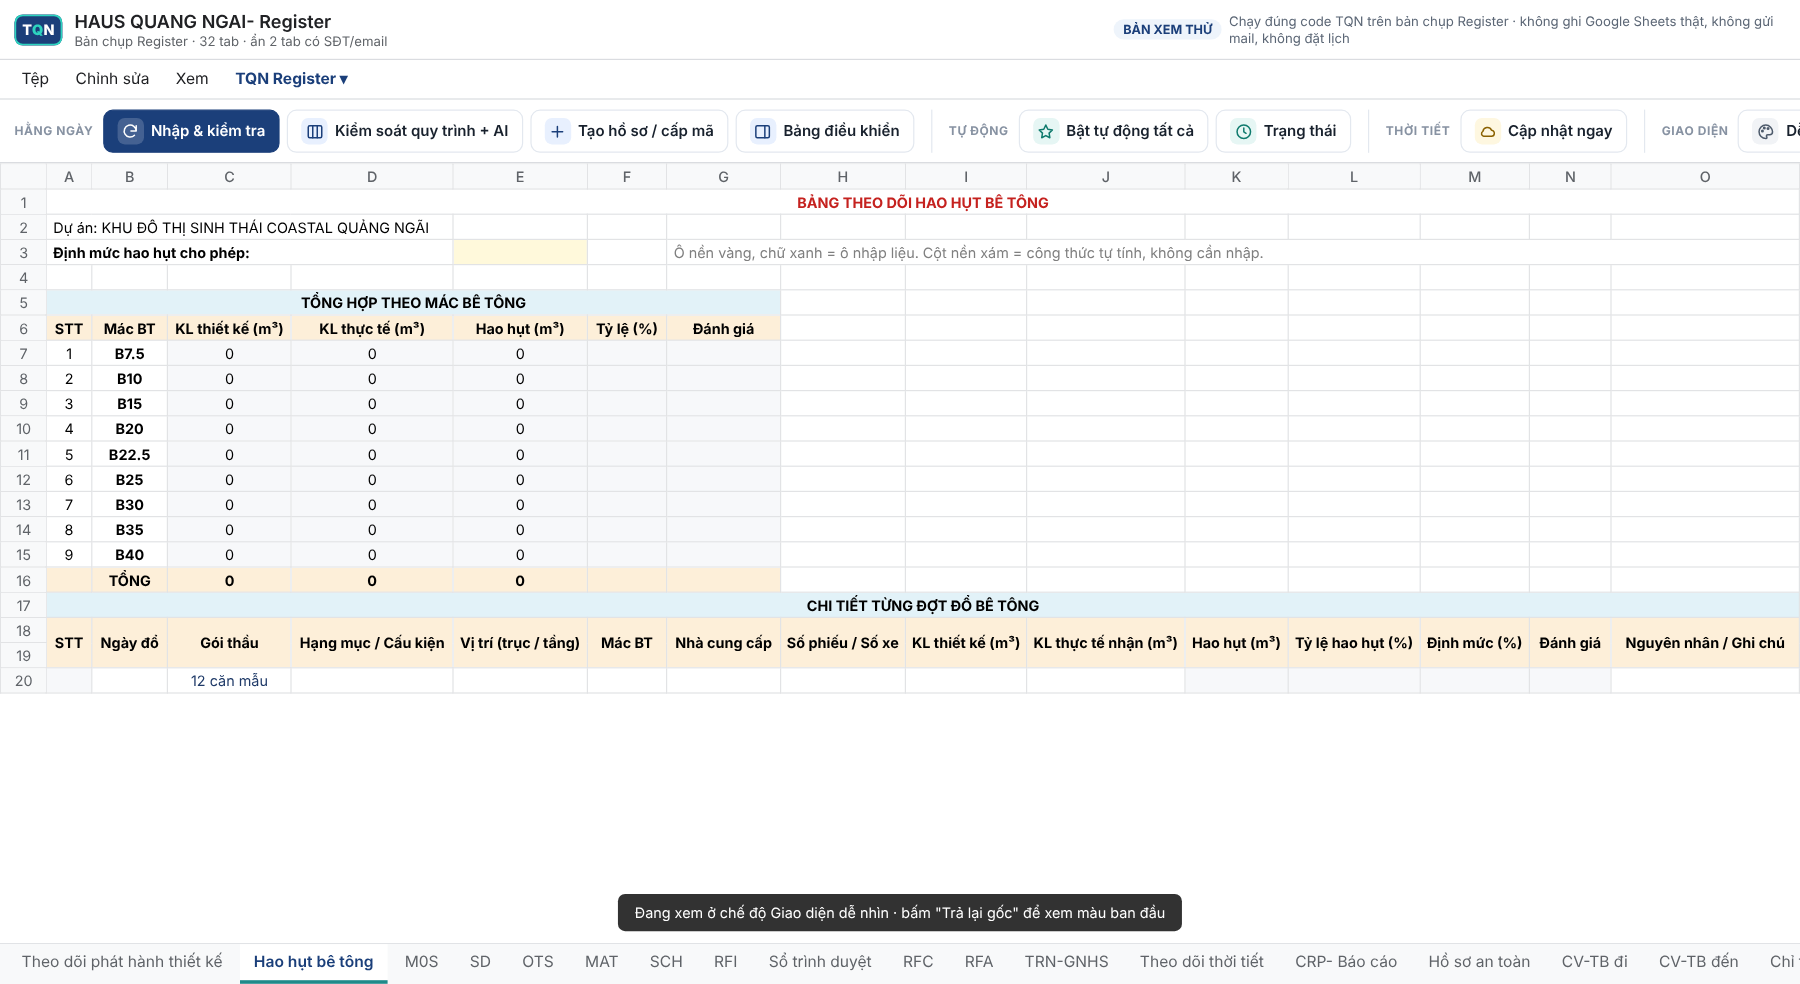 TQN
HAUS QUANG NGAI- Register
Bản chụp Register · 32 tab · ẩn 2 tab có SĐT/email
BẢN XEM THỬ
Chạy đúng code TQN trên bản chụp Register · không ghi Google Sheets thật, không gửi
mail, không đặt lịch
Tệp Chỉnh sửa Xem TQN Register ▾
HẰNG NGÀY Nhập & kiểm tra Kiểm soát quy trình + AI Tạo hồ sơ / cấp mã Bảng điều khiển TỰ ĐỘNG Bật tự động tất cả Trạng thái THỜI TIẾT Cập nhật ngay GIAO DIỆN
A B C D E F G H I J K L M N O
1 BẢNG THEO DÕI HAO HỤT BÊ TÔNG
2 Dự án: KHU ĐÔ THỊ SINH THÁI COASTAL QUẢNG NGÃI
3 Định mức hao hụt cho phép: Ô nền vàng, chữ xanh = ô nhập liệu. Cột nền xám = công thức tự tính, không cần nhập.
4
5 TỔNG HỢP THEO MÁC BÊ TÔNG
6 STT Mác BT KL thiết kế (m³) KL thực tế (m³) Hao hụt (m³) Tỷ lệ (%) Đánh giá
7 1 B7.5 0 0 0
8 2 B10 0 0 0
9 3 B15 0 0 0
10 4 B20 0 0 0
11 5 B22.5 0 0 0
12 6 B25 0 0 0
13 7 B30 0 0 0
14 8 B35 0 0 0
15 9 B40 0 0 0
16 TỔNG 0 0 0
17 CHI TIẾT TỪNG ĐỢT ĐỔ BÊ TÔNG
18
STT Ngày đổ Gói thầu Hạng mục / Cấu kiện Vị trí (trục / tầng) Mác BT Nhà cung cấp Số phiếu / Số xe KL thiết kế (m³) KL thực tế nhận (m³) Hao hụt (m³) Tỷ lệ hao hụt (%) Định mức (%) Đánh giá Nguyên nhân / Ghi chú
19
20 12 căn mẫu
Đang xem ở chế độ Giao diện dễ nhìn · bấm "Trả lại gốc" để xem màu ban đầu
Theo dõi phát hành thiết kế Hao hụt bê tông M0S SD OTS MAT SCH RFI Sổ trình duyệt RFC RFA TRN-GNHS Theo dõi thời tiết CRP- Báo cáo Hồ sơ an toàn CV-TB đi CV-TB đến